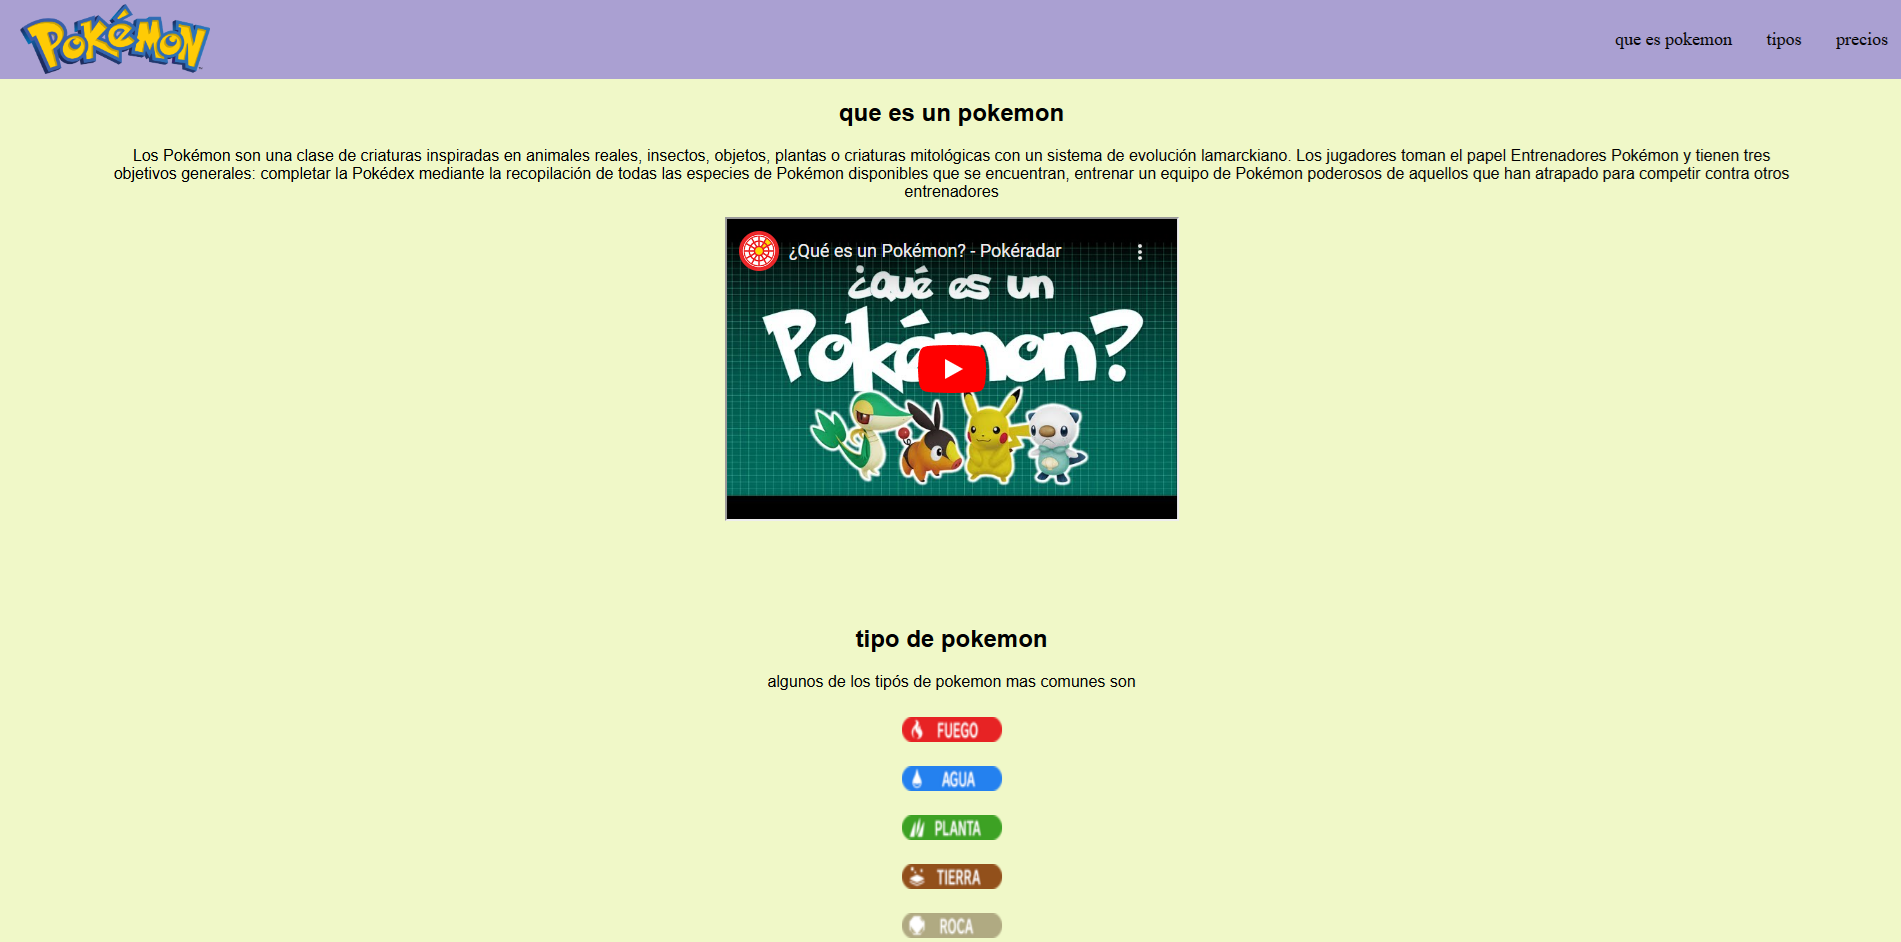 Pokémon
que es pokemon
tipos
precios
que es un pokemon
Los Pokémon son una clase de criaturas inspiradas en animales reales, insectos, objetos, plantas o criaturas mitológicas con un sistema de evolución lamarckiano. Los jugadores toman el papel Entrenadores Pokémon y tienen tres
objetivos generales: completar la Pokédex mediante la recopilación de todas las especies de Pokémon disponibles que se encuentran, entrenar un equipo de Pokémon poderosos de aquellos que han atrapado para competir contra otros
entrenadores
¿Qué es un Pokémon? - Pokéradar
¿Qué es un
Pokémon?
tipo de pokemon
algunos de los tipós de pokemon mas comunes son
FUEGO
AGUA
PLANTA
TIERRA
ROCA